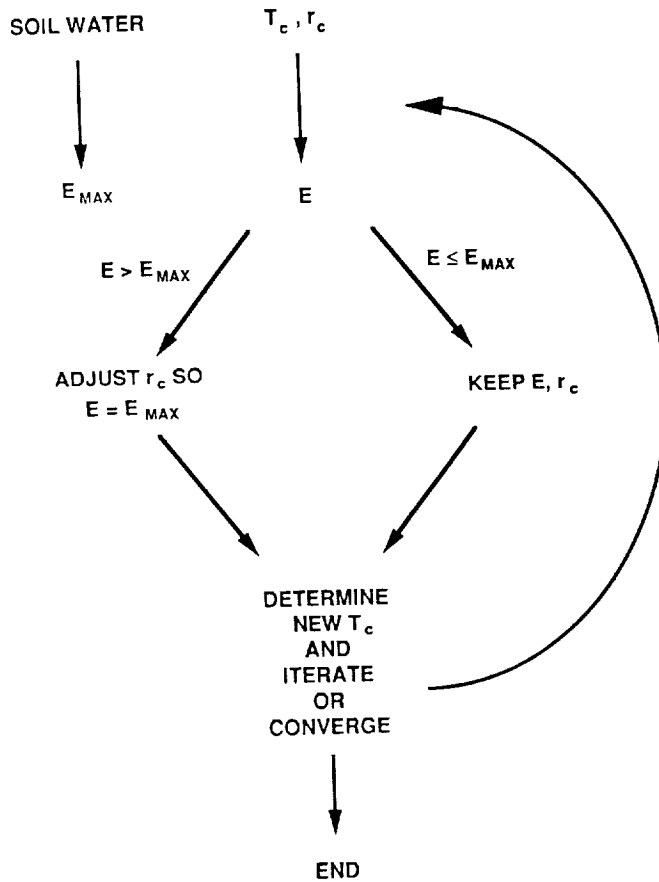 SOIL WATER
T_c, r_c
E_MAX
E
E > E_MAX
E ≤ E_MAX
ADJUST r_c SO
E = E_MAX
KEEP E, r_c
DETERMINE
NEW T_c
AND
ITERATE
OR
CONVERGE
END